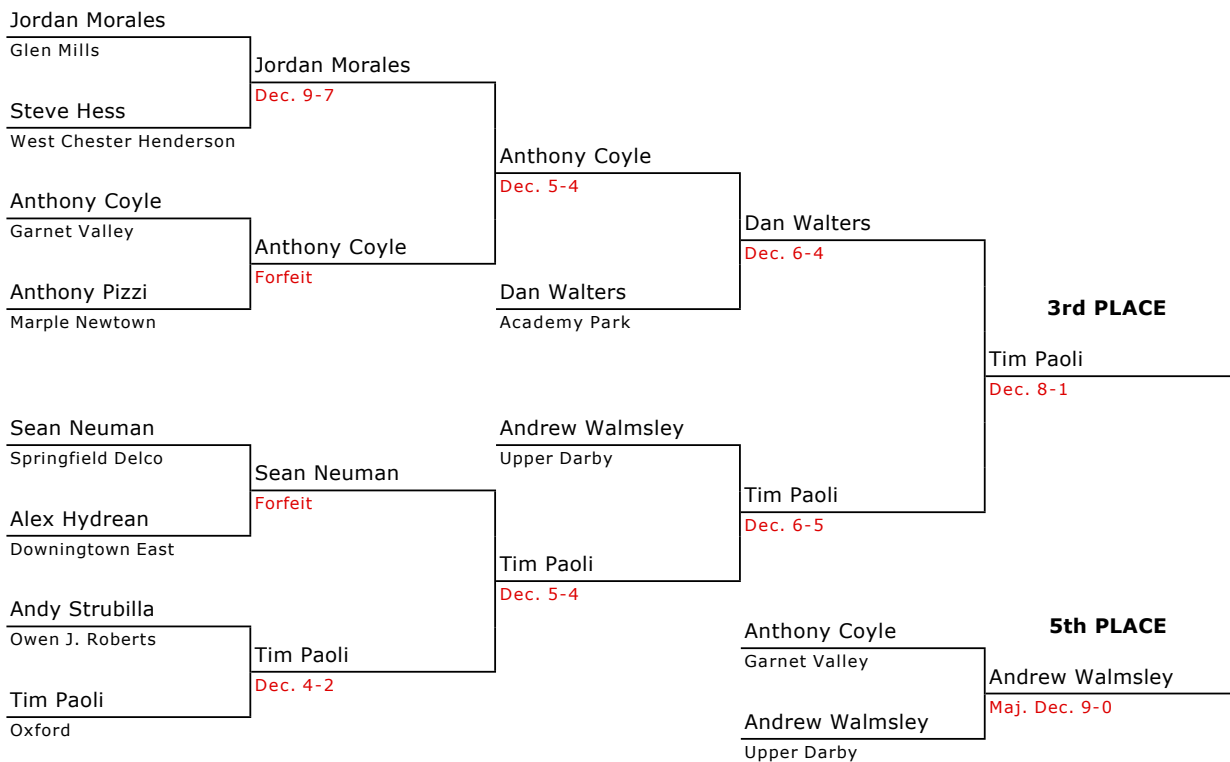 Jordan Morales
Glen Mills
Jordan Morales
Dec. 9-7
Steve Hess
West Chester Henderson
Anthony Coyle
Dec. 5-4
Anthony Coyle
Garnet Valley
Anthony Coyle
Forfeit
Anthony Pizzi
Marple Newtown
Dan Walters
Dec. 6-4
Dan Walters
Academy Park
3rd PLACE
Tim Paoli
Dec. 8-1
Sean Neuman
Springfield Delco
Sean Neuman
Forfeit
Alex Hydrean
Downingtown East
Andrew Walmsley
Upper Darby
Tim Paoli
Dec. 6-5
Tim Paoli
Dec. 5-4
Andy Strubilla
Owen J. Roberts
Tim Paoli
Dec. 4-2
Tim Paoli
Oxford
5th PLACE
Anthony Coyle
Garnet Valley
Andrew Walmsley
Maj. Dec. 9-0
Andrew Walmsley
Upper Darby